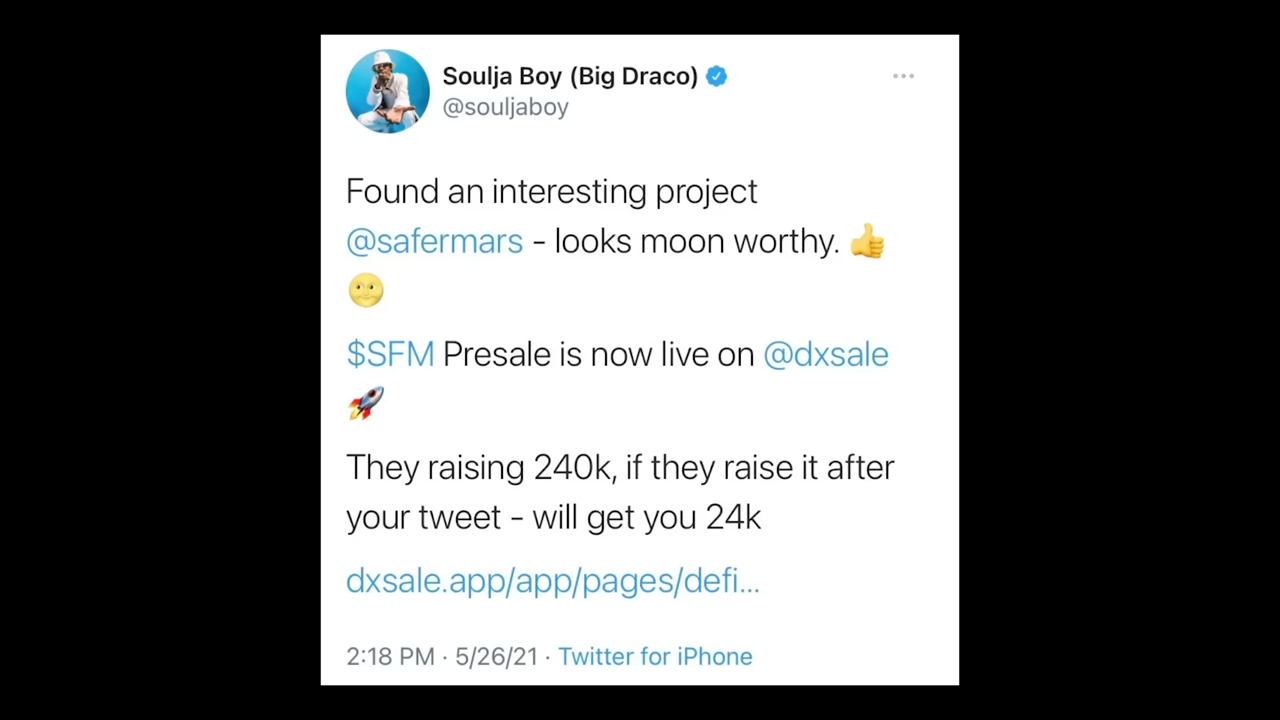 Soulja Boy (Big Draco)
@souljaboy
Found an interesting project
@safermars - looks moon worthy. 👍
🌝
$SFM Presale is now live on @dxsale
🚀
They raising 240k, if they raise it after
your tweet - will get you 24k
dxsale.app/app/pages/defi...
2:18 PM · 5/26/21 · Twitter for iPhone